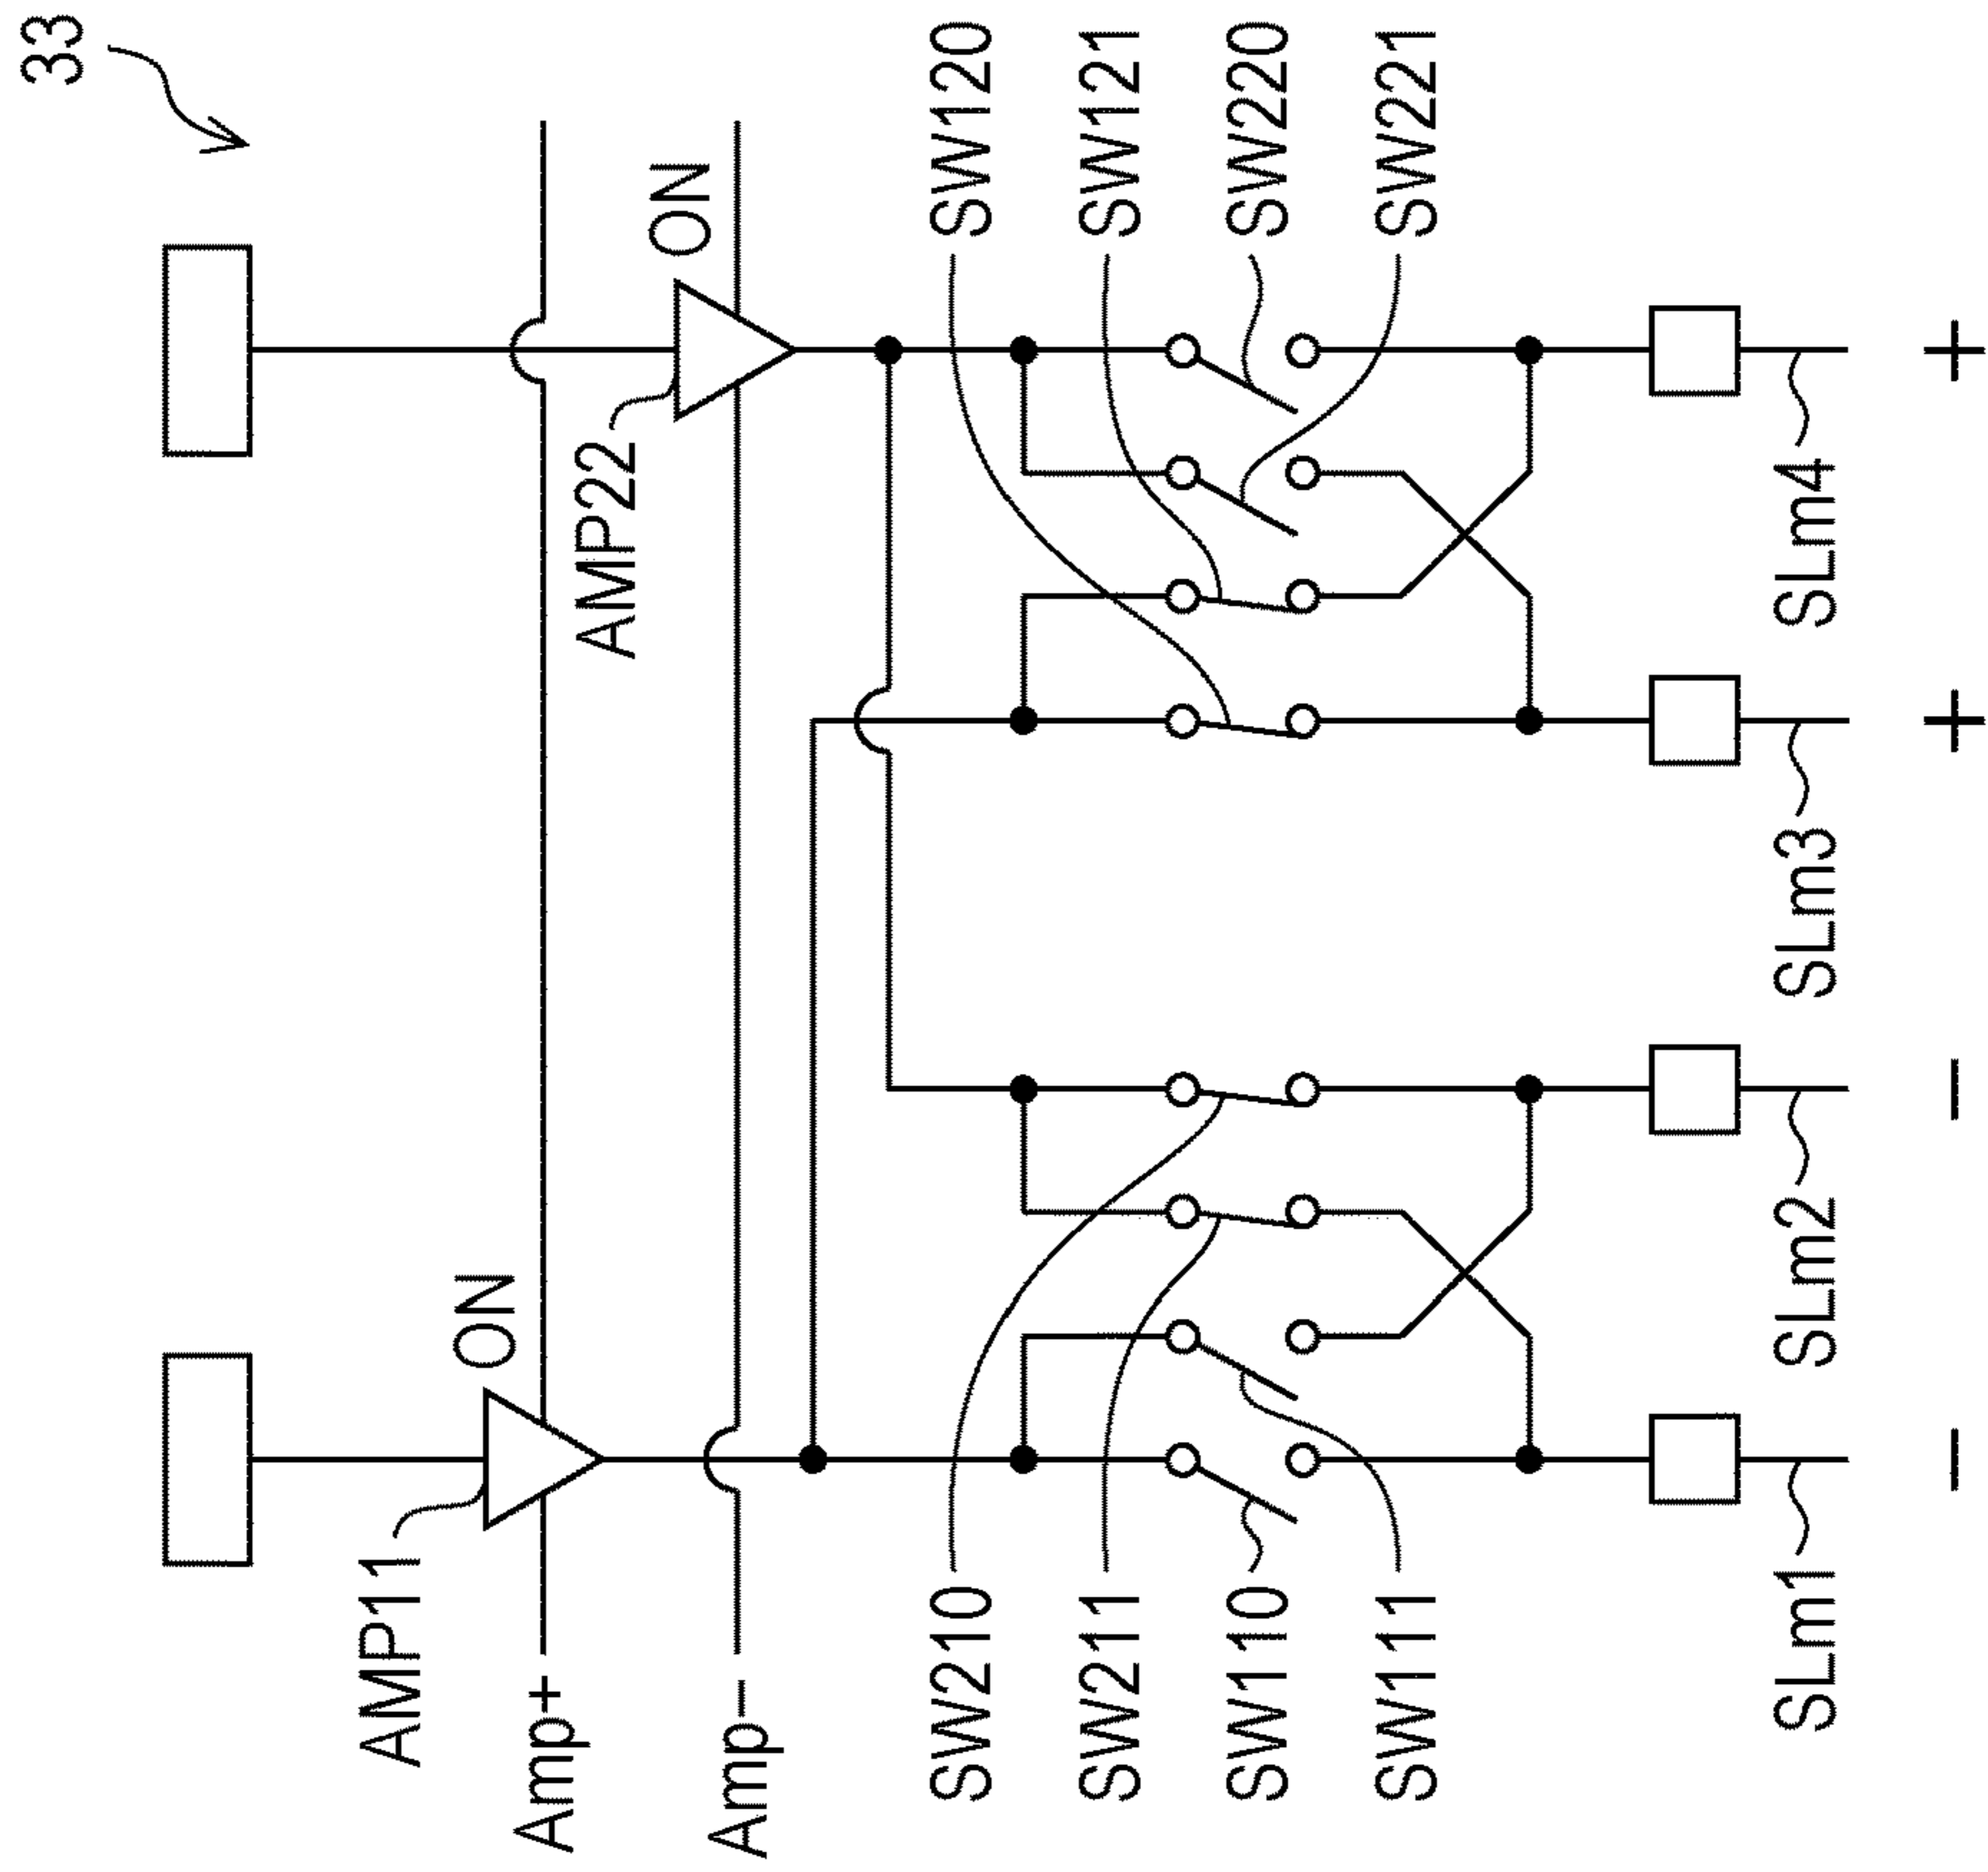 33
AMP11
ON
Amp+
AMP22
ON
Amp−
SW210
SW120
SW211
SW121
SW110
SW220
SW111
SW221
SLm1
SLm2
SLm3
SLm4
− − + +